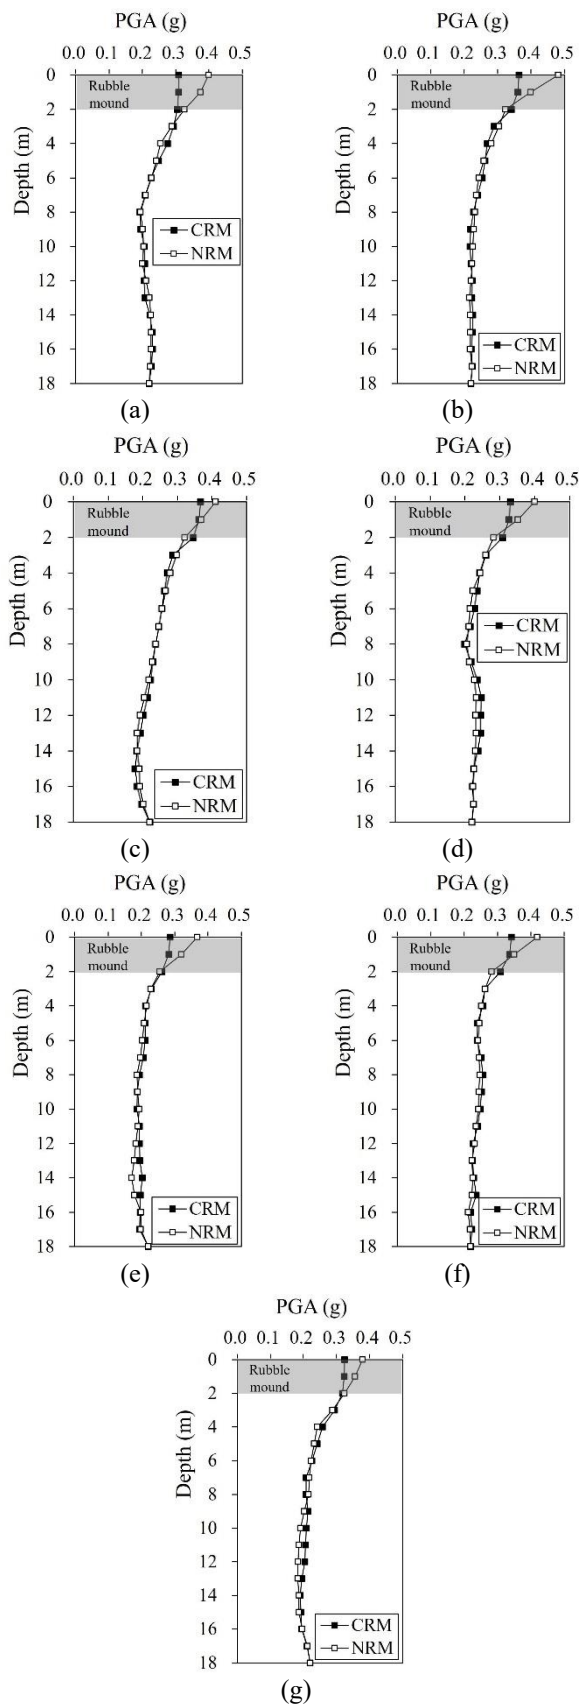 PGA (g)
0.0 0.1 0.2 0.3 0.4 0.5
Depth (m)
0
2
4
6
8
10
12
14
16
18
Rubble
mound
CRM
NRM
(a)
PGA (g)
0.0 0.1 0.2 0.3 0.4 0.5
Depth (m)
0
2
4
6
8
10
12
14
16
18
Rubble
mound
CRM
NRM
(b)
PGA (g)
0.0 0.1 0.2 0.3 0.4 0.5
Depth (m)
0
2
4
6
8
10
12
14
16
18
Rubble
mound
CRM
NRM
(c)
PGA (g)
0.0 0.1 0.2 0.3 0.4 0.5
Depth (m)
0
2
4
6
8
10
12
14
16
18
Rubble
mound
CRM
NRM
(d)
PGA (g)
0.0 0.1 0.2 0.3 0.4 0.5
Depth (m)
0
2
4
6
8
10
12
14
16
18
Rubble
mound
CRM
NRM
(e)
PGA (g)
0.0 0.1 0.2 0.3 0.4 0.5
Depth (m)
0
2
4
6
8
10
12
14
16
18
Rubble
mound
CRM
NRM
(f)
PGA (g)
0.0 0.1 0.2 0.3 0.4 0.5
Depth (m)
0
2
4
6
8
10
12
14
16
18
Rubble
mound
CRM
NRM
(g)